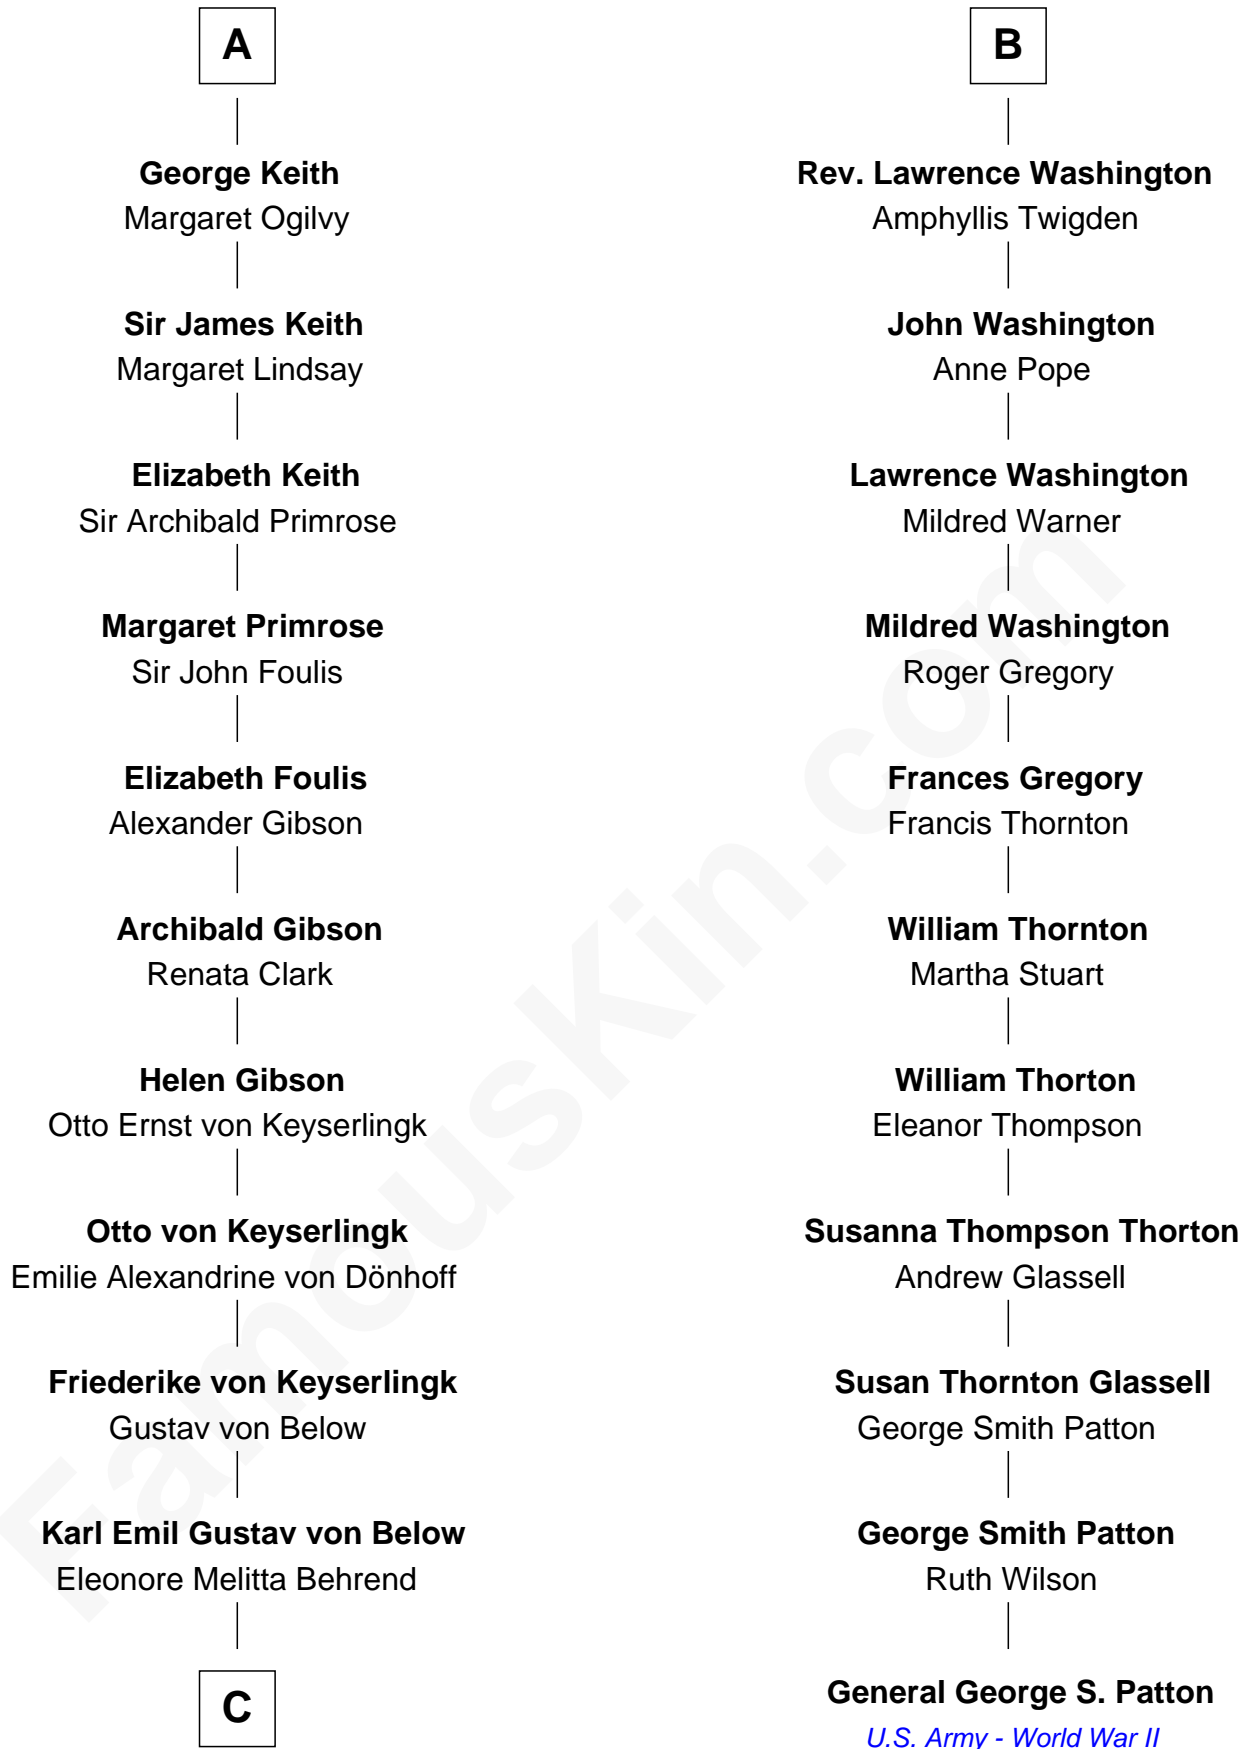 A
George Keith
Margaret Ogilvy
Sir James Keith
Margaret Lindsay
Elizabeth Keith
Sir Archibald Primrose
Margaret Primrose
Sir John Foulis
Elizabeth Foulis
Alexander Gibson
Archibald Gibson
Renata Clark
Helen Gibson
Otto Ernst von Keyserlingk
Otto von Keyserlingk
Emilie Alexandrine von Dönhoff
Friederike von Keyserlingk
Gustav von Below
Karl Emil Gustav von Below
Eleonore Melitta Behrend
C
B
Rev. Lawrence Washington
Amphyllis Twigden
John Washington
Anne Pope
Lawrence Washington
Mildred Warner
Mildred Washington
Roger Gregory
Frances Gregory
Francis Thornton
William Thornton
Martha Stuart
William Thorton
Eleanor Thompson
Susanna Thompson Thorton
Andrew Glassell
Susan Thornton Glassell
George Smith Patton
George Smith Patton
Ruth Wilson
General George S. Patton
U.S. Army - World War II
FamousKin.com